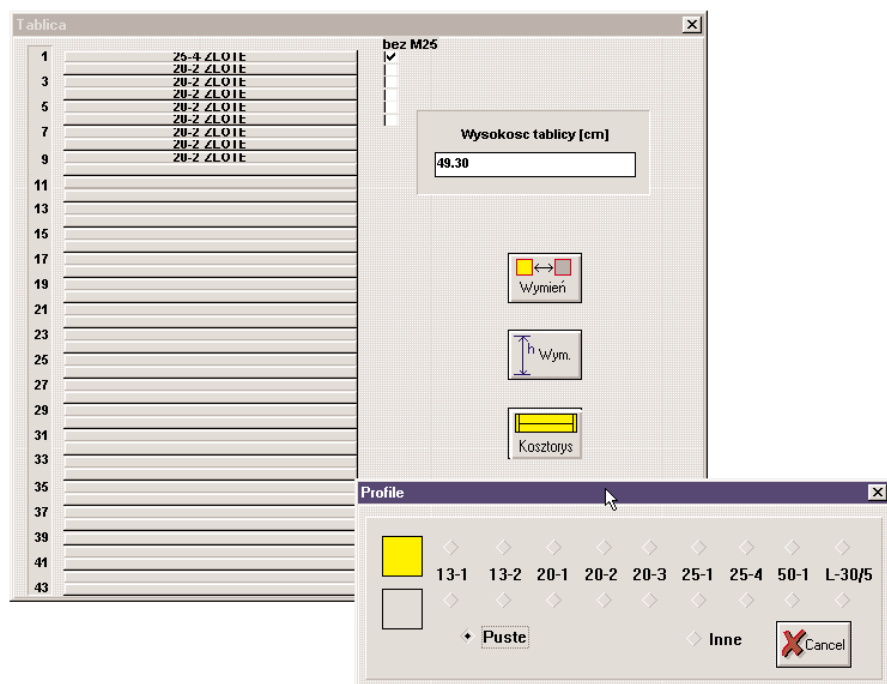 Tablica
bez M25
1 25-4 ZLOTE
20-2 ZLOTE
3 20-2 ZLOTE
20-2 ZLOTE
5 20-2 ZLOTE
20-2 ZLOTE
7 20-2 ZLOTE
20-2 ZLOTE
9 20-2 ZLOTE
11
13
15
17
19
21
23
25
27
29
31
33
35
37
39
41
43
Wysokosc tablicy [cm]
49.30
Wymień
h Wym.
Kosztorys
Profile
13-1 13-2 20-1 20-2 20-3 25-1 25-4 50-1 L-30/5
Puste Inne Cancel